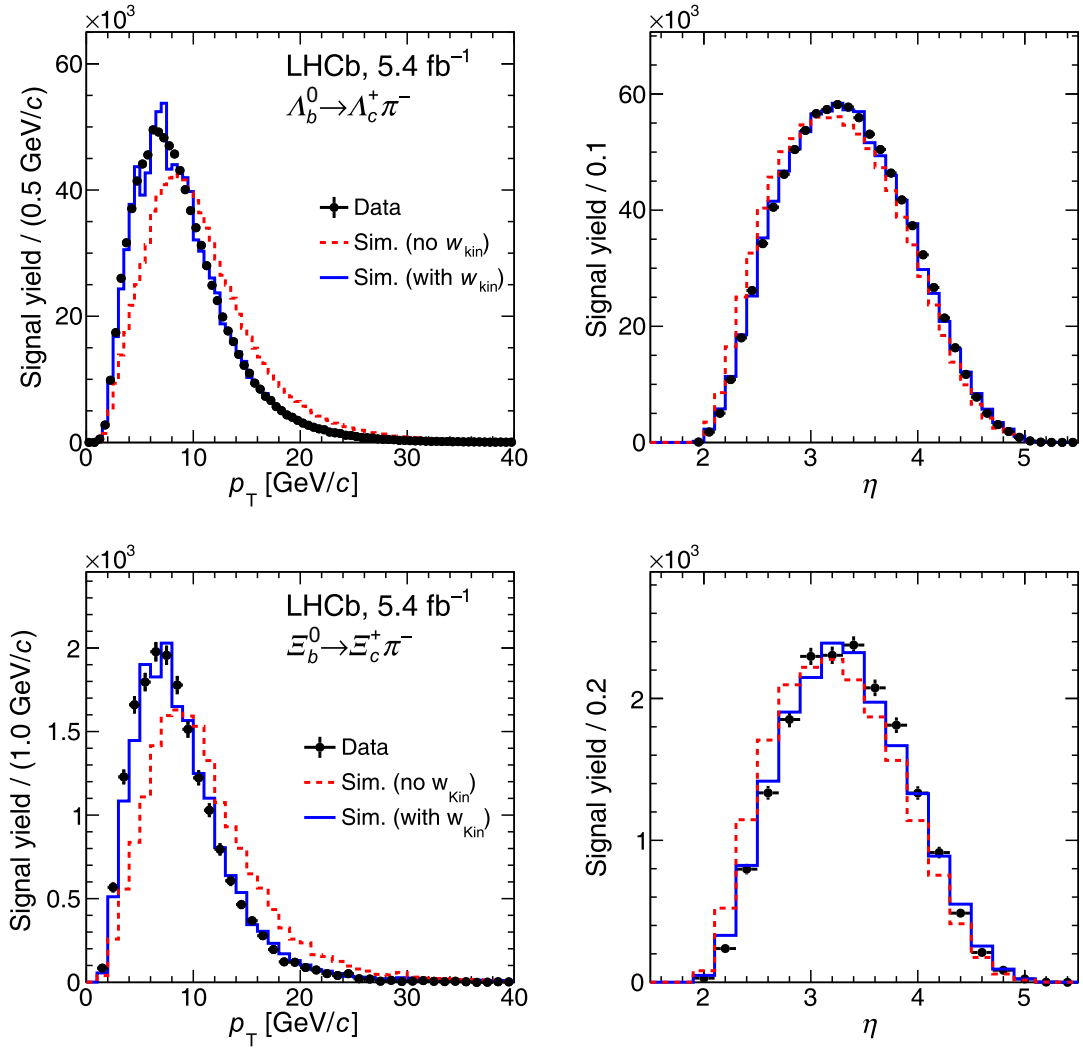 ×10³
LHCb, 5.4 fb⁻¹
Λ⁰_b→Λ⁺_cπ⁻
Data
Sim. (no w_kin)
Sim. (with w_kin)
Signal yield / (0.5 GeV/c)
60
40
20
0
0 10 20 30 40
p_T [GeV/c]
×10³
Signal yield / 0.1
60
40
20
0
2 3 4 5
η
×10³
LHCb, 5.4 fb⁻¹
Ξ⁰_b→Ξ⁺_cπ⁻
Data
Sim. (no w_Kin)
Sim. (with w_Kin)
Signal yield / (1.0 GeV/c)
2
1.5
1
0.5
0
0 10 20 30 40
p_T [GeV/c]
×10³
Signal yield / 0.2
2
1
0
2 3 4 5
η